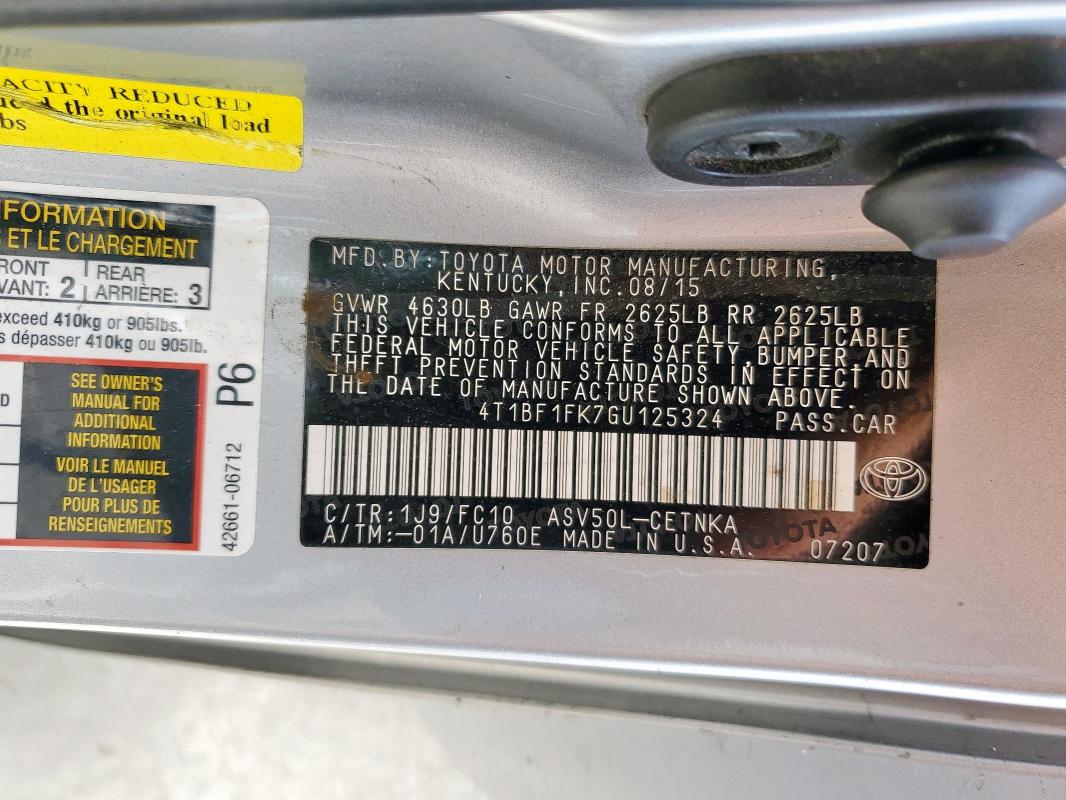 ACITY REDUCED
the original load
bs
FORMATION
ET LE CHARGEMENT
RONT
VANT: 2
REAR
ARRIÈRE: 3
exceed 410kg or 905lbs.
s dépasser 410kg ou 905lb.
D
SEE OWNER'S
MANUAL FOR
ADDITIONAL
INFORMATION
VOIR LE MANUEL
DE L'USAGER
POUR PLUS DE
RENSEIGNEMENTS
P6
42661-06712
MFD.BY:TOYOTA MOTOR MANUFACTURING,
KENTUCKY,INC.08/15
GVWR 4630LB GAWR FR 2625LB RR 2625LB
THIS VEHICLE CONFORMS TO ALL APPLICABLE
FEDERAL MOTOR VEHICLE SAFETY,BUMPER,AND
THEFT PREVENTION STANDARDS IN EFFECT ON
THE DATE OF MANUFACTURE SHOWN ABOVE.
4T1BF1FK7GU125324 PASS.CAR
C/TR:1J9/FC10 ASV50L-CETNKA
A/TM:-01A/U760E MADE IN U.S.A. 07207
TOYOTA